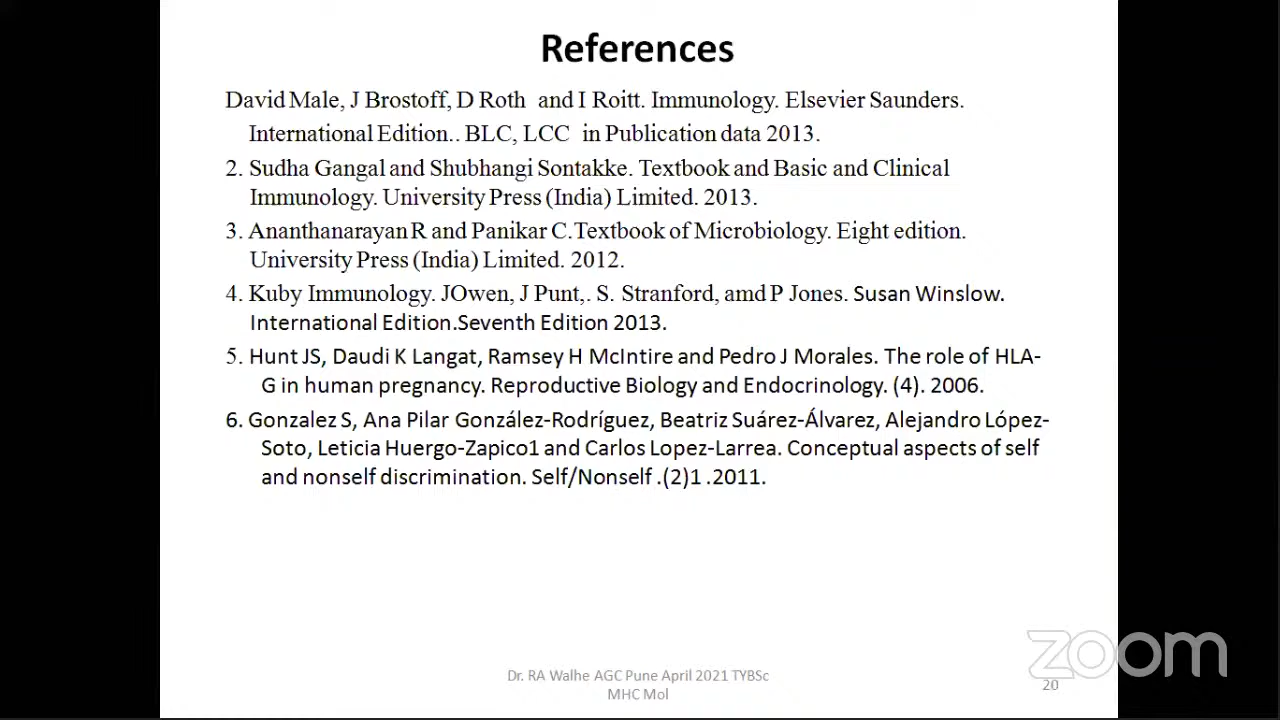 References
David Male, J Brostoff, D Roth and I Roitt. Immunology. Elsevier Saunders.
International Edition.. BLC, LCC in Publication data 2013.
2. Sudha Gangal and Shubhangi Sontakke. Textbook and Basic and Clinical
Immunology. University Press (India) Limited. 2013.
3. Ananthanarayan R and Panikar C.Textbook of Microbiology. Eight edition.
University Press (India) Limited. 2012.
4. Kuby Immunology. JOwen, J Punt,. S. Stranford, amd P Jones. Susan Winslow.
International Edition.Seventh Edition 2013.
5. Hunt JS, Daudi K Langat, Ramsey H McIntire and Pedro J Morales. The role of HLA-
G in human pregnancy. Reproductive Biology and Endocrinology. (4). 2006.
6. Gonzalez S, Ana Pilar González-Rodríguez, Beatriz Suárez-Álvarez, Alejandro López-
Soto, Leticia Huergo-Zapico1 and Carlos Lopez-Larrea. Conceptual aspects of self
and nonself discrimination. Self/Nonself .(2)1 .2011.
Dr. RA Walhe AGC Pune April 2021 TYBSc
MHC Mol
20
zoom